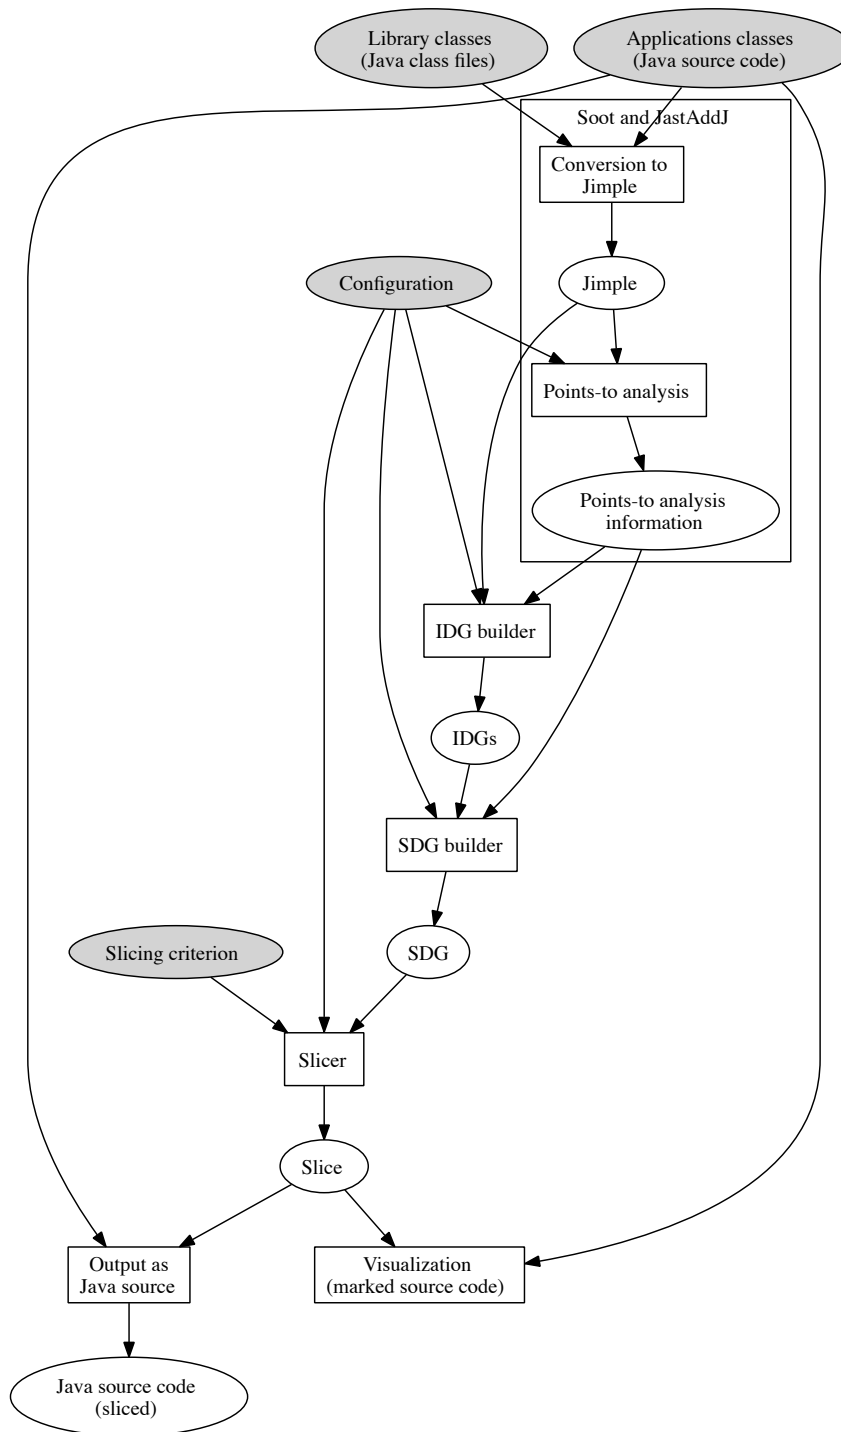 Library classes
(Java class files)
Applications classes
(Java source code)
Soot and JastAddJ
Conversion to
Jimple
Configuration
Jimple
Points-to analysis
Points-to analysis
information
IDG builder
IDGs
SDG builder
Slicing criterion
SDG
Slicer
Slice
Output as
Java source
Visualization
(marked source code)
Java source code
(sliced)